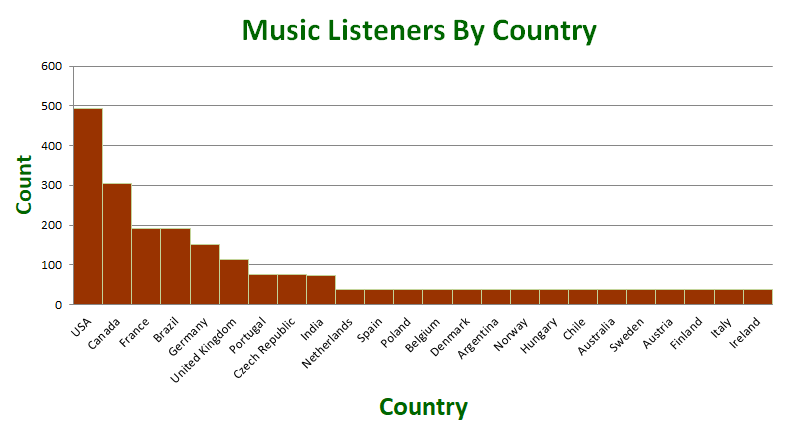 Music Listeners By Country
600
500
400
300
200
100
0
Count
USA
Canada
France
Brazil
Germany
United Kingdom
Portugal
Czech Republic
India
Netherlands
Spain
Poland
Belgium
Denmark
Argentina
Norway
Hungary
Chile
Australia
Sweden
Austria
Finland
Italy
Ireland
Country